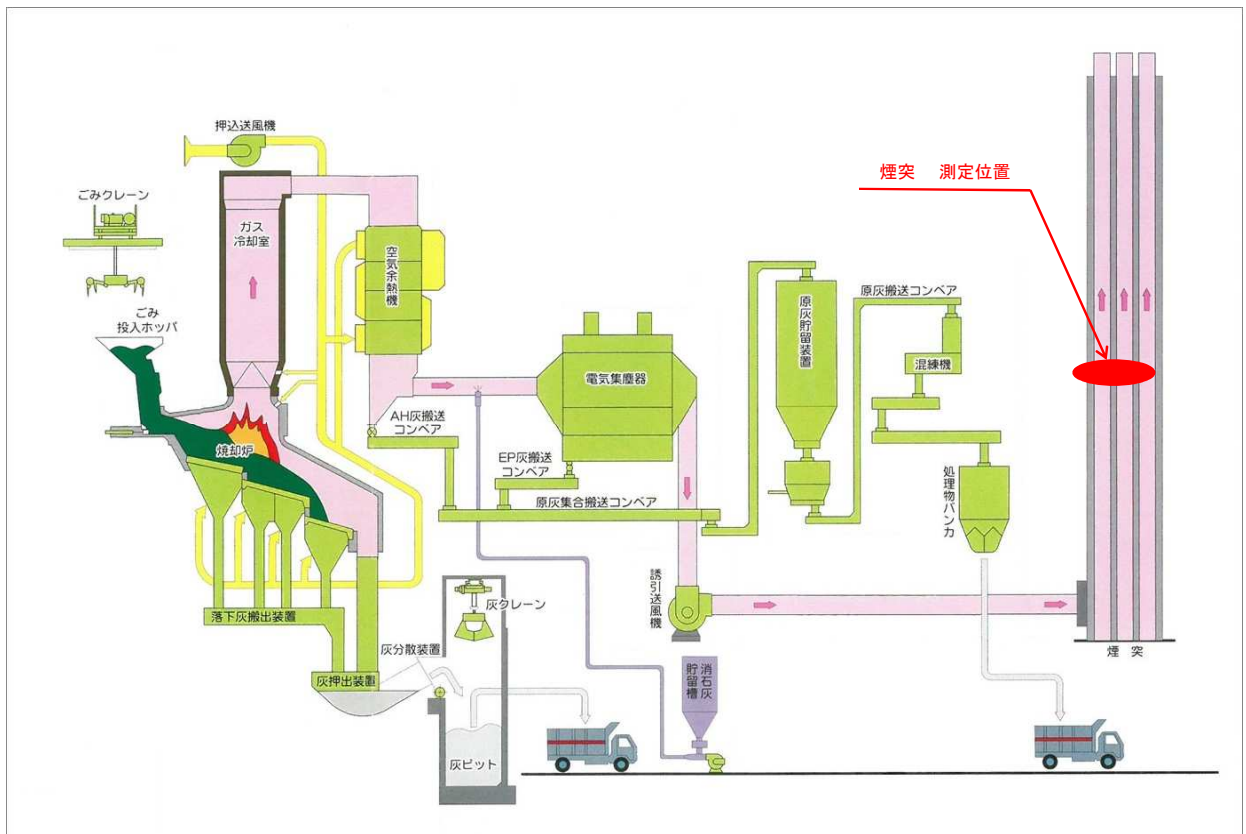 煙突 測定位置
押込送風機
ごみクレーン
ガス
冷却室
空気余熱機
ごみ
投入ホッパ
原灰搬送コンベア
原灰貯留装置
混練機
電気集塵器
AH灰搬送
コンベア
EP灰搬送
コンベア
焼却炉
原灰集合搬送コンベア
処理物バンカ
誘引送風機
灰クレーン
落下灰搬出装置
灰分散装置
灰押出装置
消石灰
貯留槽
煙突
灰ピット